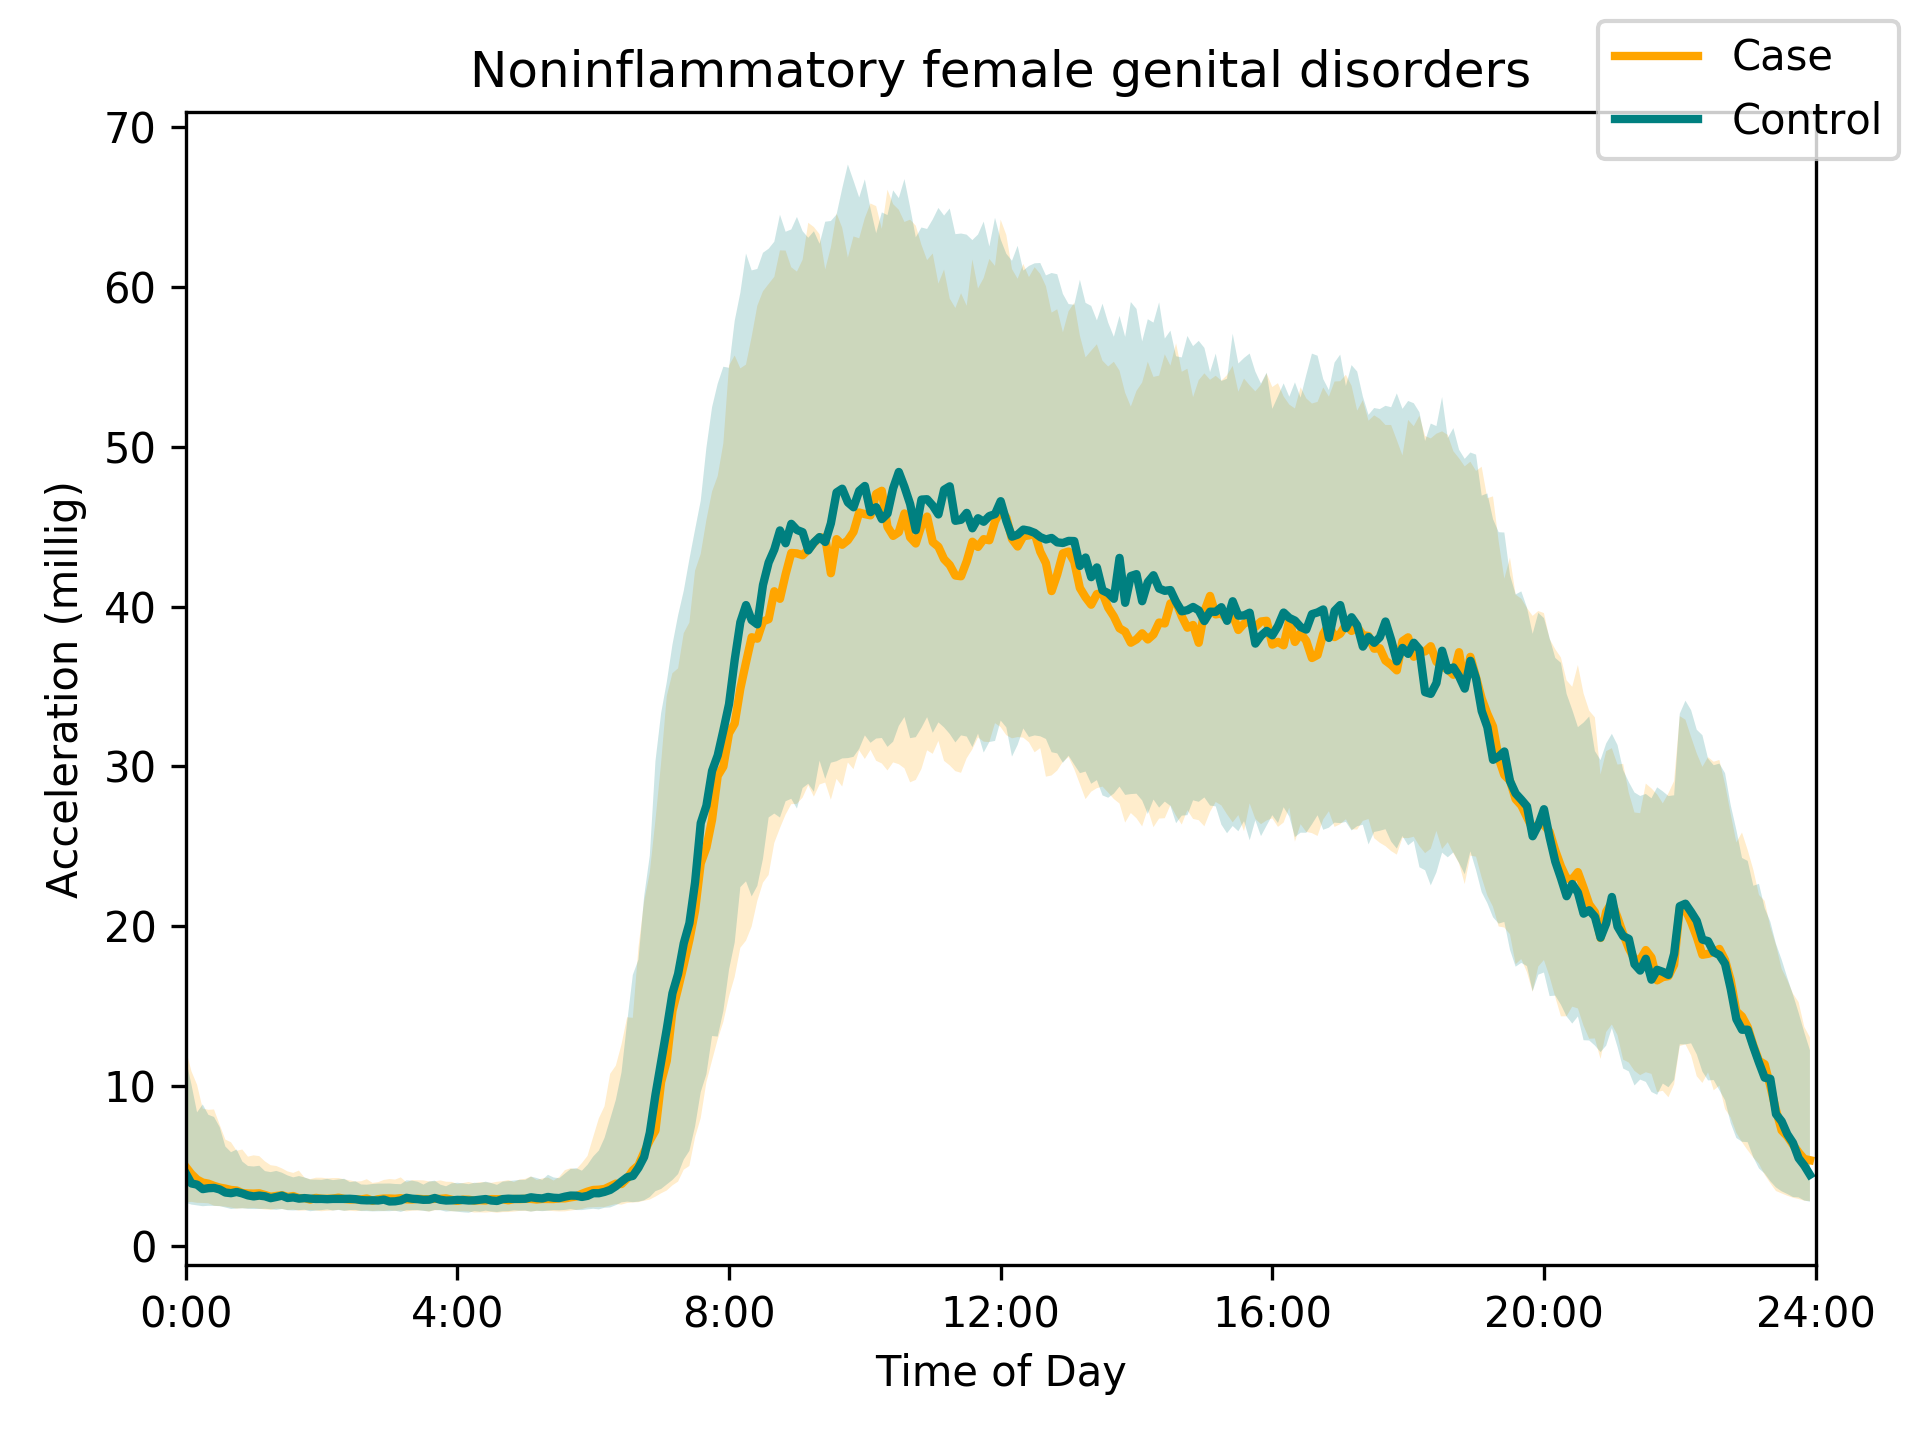 Noninflammatory female genital disorders
Case
Control
Acceleration (millig)
70
60
50
40
30
20
10
0
0:00 4:00 8:00 12:00 16:00 20:00 24:00
Time of Day